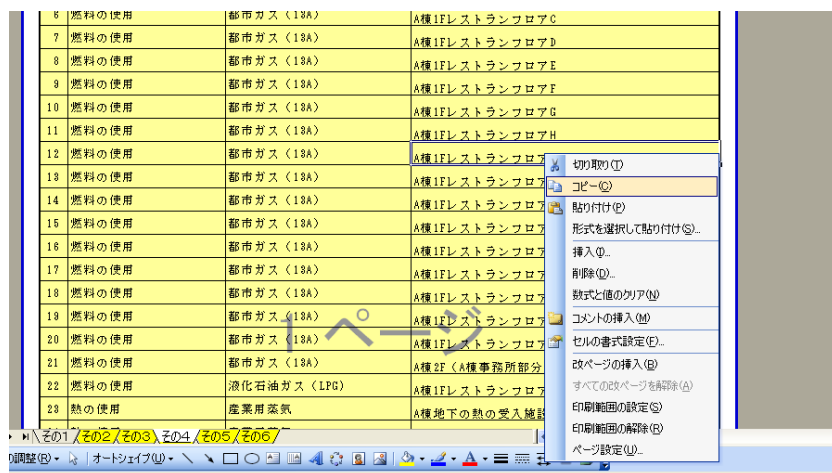 6 燃料の使用 都市ガス（13A） A棟1FレストランフロアC
7 燃料の使用 都市ガス（13A） A棟1FレストランフロアD
8 燃料の使用 都市ガス（13A） A棟1FレストランフロアE
9 燃料の使用 都市ガス（13A） A棟1FレストランフロアF
10 燃料の使用 都市ガス（13A） A棟1FレストランフロアG
11 燃料の使用 都市ガス（13A） A棟1FレストランフロアH
12 燃料の使用 都市ガス（13A） A棟1Fレストランフロア
13 燃料の使用 都市ガス（13A） A棟1Fレストランフロア
14 燃料の使用 都市ガス（13A） A棟1Fレストランフロア
15 燃料の使用 都市ガス（13A） A棟1Fレストランフロア
16 燃料の使用 都市ガス（13A） A棟1Fレストランフロア
17 燃料の使用 都市ガス（13A） A棟1Fレストランフロア
18 燃料の使用 都市ガス（13A） A棟1Fレストランフロア
19 燃料の使用 都市ガス（13A） A棟1Fレストランフロア
20 燃料の使用 都市ガス（13A） A棟1Fレストランフロア
21 燃料の使用 都市ガス（13A） A棟2F（A棟事務所部分
22 燃料の使用 液化石油ガス（LPG） A棟1Fレストランフロア
23 熱の使用 産業用蒸気 A棟地下の熱の受入施設
1 ページ
切り取り(T)
コピー(C)
貼り付け(P)
形式を選択して貼り付け(S)...
挿入(I)...
削除(D)...
数式と値のクリア(N)
コメントの挿入(M)
セルの書式設定(F)...
改ページの挿入(B)
すべての改ページを解除(A)
印刷範囲の設定(S)
印刷範囲の解除(R)
ページ設定(U)...
その1 その2 その3 その4 その5 その6
調整(R) オートシェイプ(U)